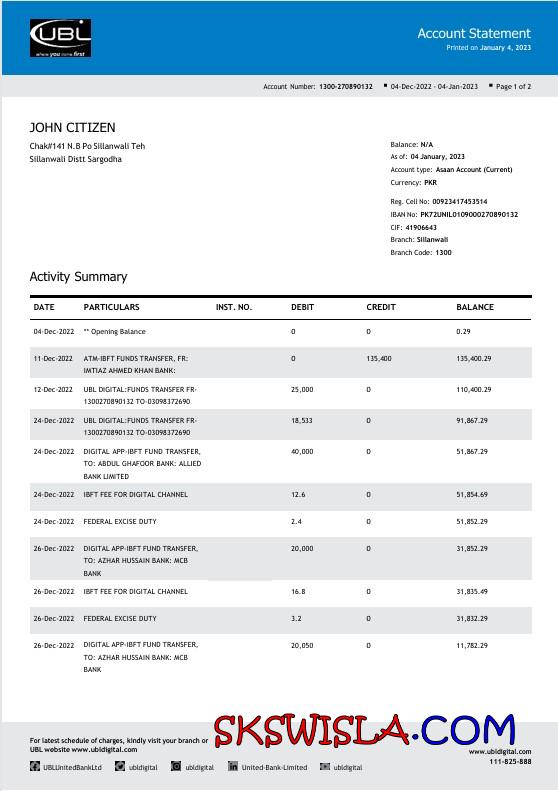 UBL
where you come first
Account Statement
Printed on January 4, 2023
Account Number: 1300-270890132 ▪ 04-Dec-2022 - 04-Jan-2023 ▪ Page 1 of 2
JOHN CITIZEN
Chak#141 N.B Po Sillanwali Teh
Sillanwali Distt Sargodha
Balance: N/A
As of: 04 January, 2023
Account type: Asaan Account (Current)
Currency: PKR
Reg. Cell No: 00923417453514
IBAN No: PK72UNIL0109000270890132
CIF: 41906643
Branch: Sillanwali
Branch Code: 1300
Activity Summary
DATE PARTICULARS INST. NO. DEBIT CREDIT BALANCE
04-Dec-2022 ** Opening Balance 0 0 0.29
11-Dec-2022 ATM-IBFT FUNDS TRANSFER, FR: 0 135,400 135,400.29
IMTIAZ AHMED KHAN BANK:
12-Dec-2022 UBL DIGITAL:FUNDS TRANSFER FR- 25,000 0 110,400.29
1300270890132 TO-03098372690
24-Dec-2022 UBL DIGITAL:FUNDS TRANSFER FR- 18,533 0 91,867.29
1300270890132 TO-03098372690
24-Dec-2022 DIGITAL APP-IBFT FUND TRANSFER, 40,000 0 51,867.29
TO: ABDUL GHAFOOR BANK: ALLIED
BANK LIMITED
24-Dec-2022 IBFT FEE FOR DIGITAL CHANNEL 12.6 0 51,854.69
24-Dec-2022 FEDERAL EXCISE DUTY 2.4 0 51,852.29
26-Dec-2022 DIGITAL APP-IBFT FUND TRANSFER, 20,000 0 31,852.29
TO: AZHAR HUSSAIN BANK: MCB
BANK
26-Dec-2022 IBFT FEE FOR DIGITAL CHANNEL 16.8 0 31,835.49
26-Dec-2022 FEDERAL EXCISE DUTY 3.2 0 31,832.29
26-Dec-2022 DIGITAL APP-IBFT FUND TRANSFER, 20,050 0 11,782.29
TO: AZHAR HUSSAIN BANK: MCB
BANK
For latest schedule of charges, kindly visit your branch or
UBL website www.ubldigital.com
SKSWISLA.COM
www.ubldigital.com
111-825-888
UBLUnitedBankLtd ubldigital ubldigital United-Bank-Limited ubldigital